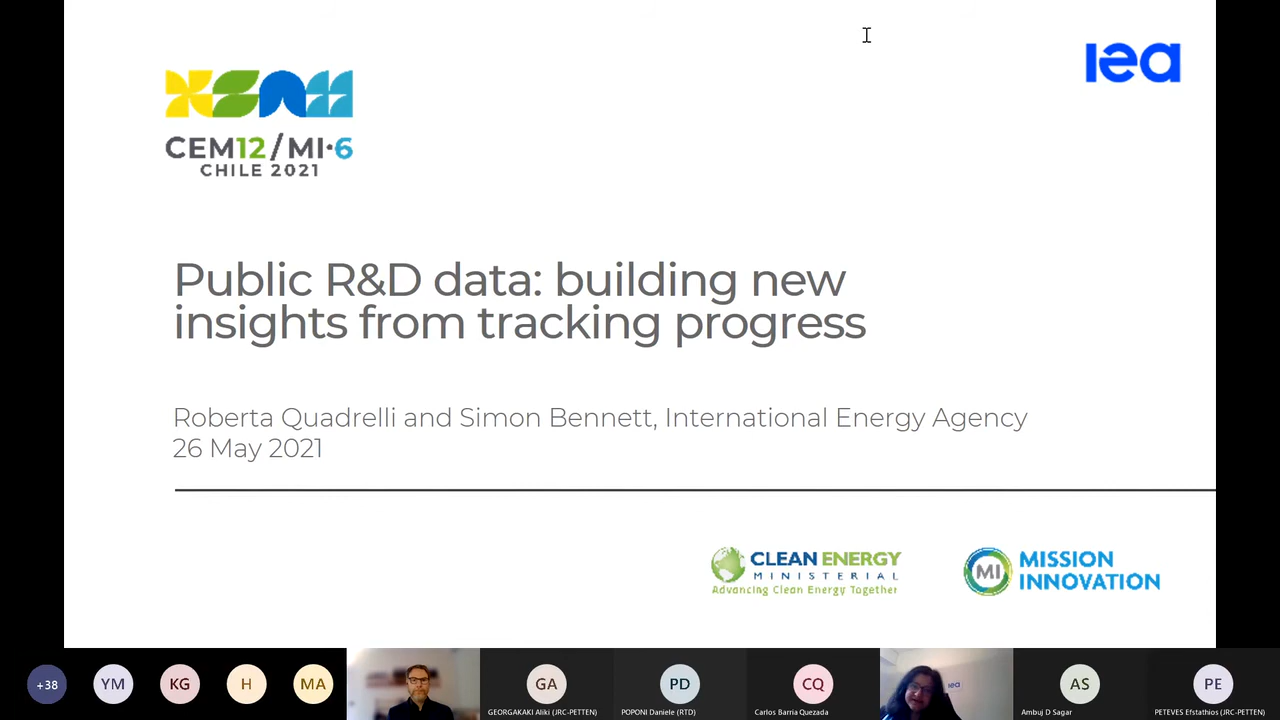 iea
CEM12/MI·6
CHILE 2021
Public R&D data: building new
insights from tracking progress
Roberta Quadrelli and Simon Bennett, International Energy Agency
26 May 2021
CLEAN ENERGY
MINISTERIAL
Advancing Clean Energy Together
MI
MISSION
INNOVATION
+38
YM
KG
H
MA
GA
GEORGAKAKI Aliki (JRC-PETTEN)
PD
POPONI Daniele (RTD)
CQ
Carlos Barria Quezada
iea
AS
Ambuj D Sagar
PE
PETEVES Efstathios (JRC-PETTEN)